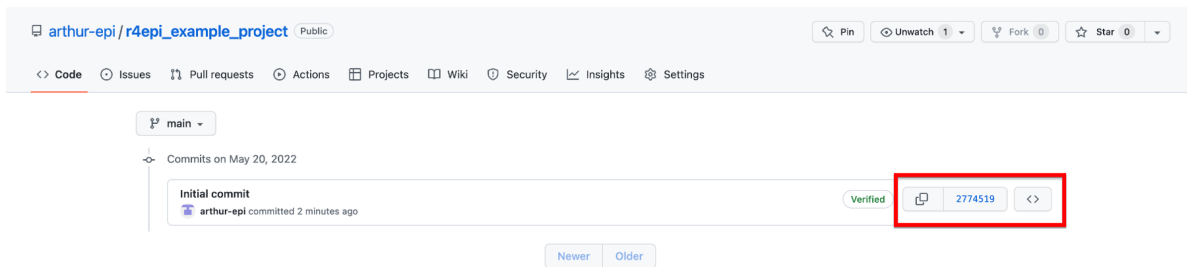 arthur-epi / r4epi_example_project Public
Pin Unwatch 1 Fork 0 Star 0
<> Code Issues Pull requests Actions Projects Wiki Security Insights Settings
main
Commits on May 20, 2022
Initial commit
arthur-epi committed 2 minutes ago
Verified 2774519 <>
Newer Older